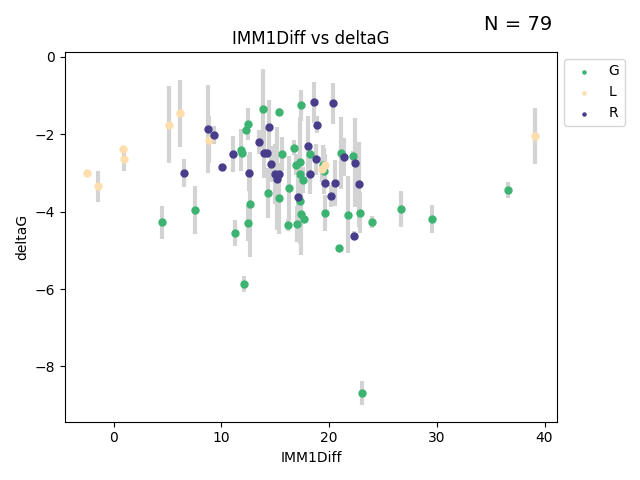 N = 79
IMM1Diff vs deltaG
G
L
R
0
−2
−4
−6
−8
deltaG
0 10 20 30 40
IMM1Diff